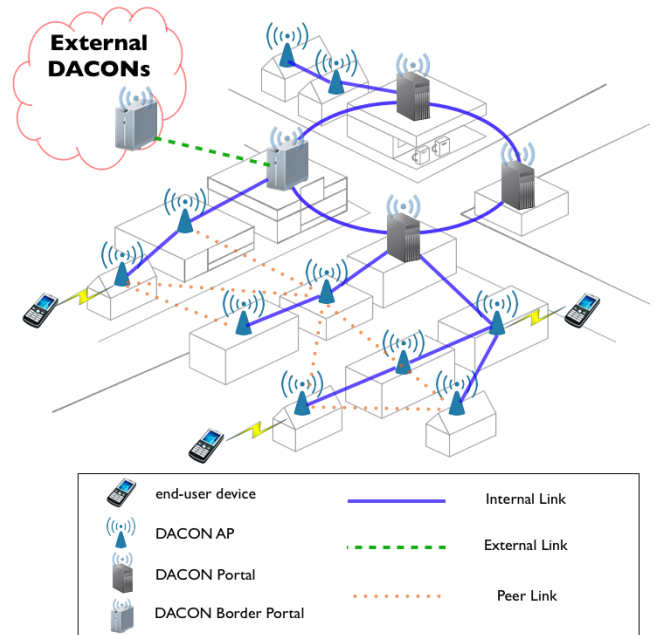 External
DACONs
end-user device
Internal Link
DACON AP
External Link
DACON Portal
Peer Link
DACON Border Portal